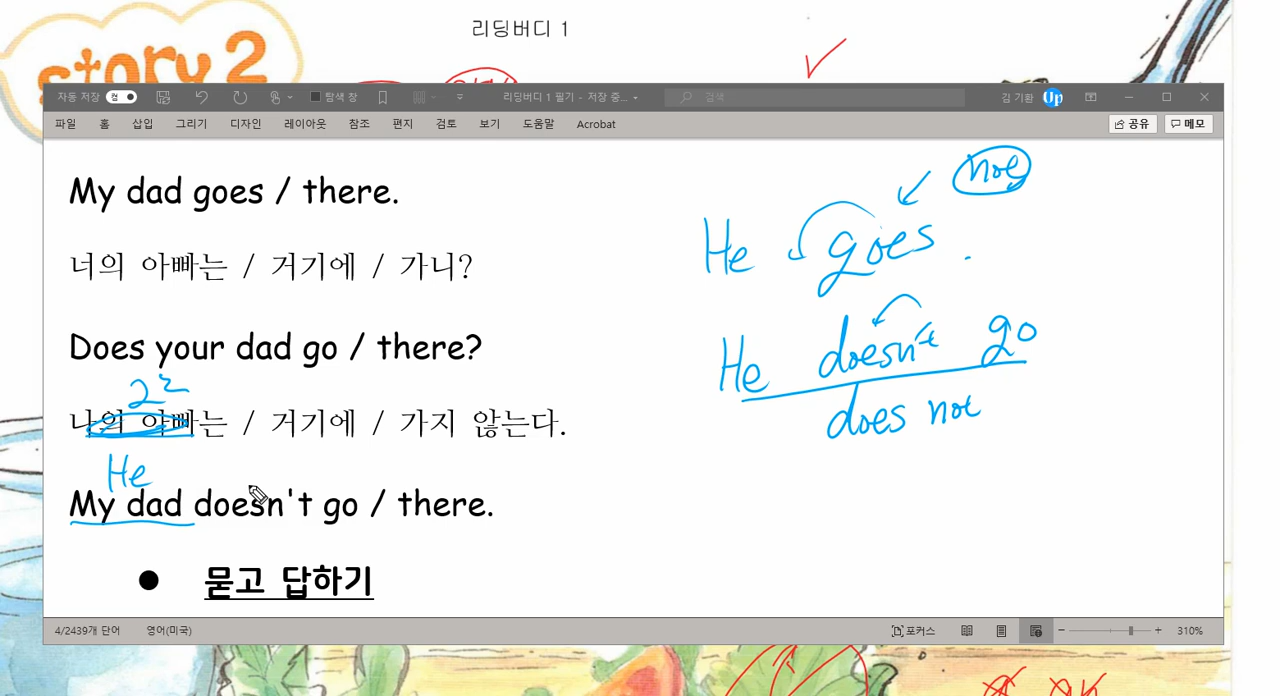 리딩버디 1
story 2
자동 저장 컴 탐색 창 리딩버디 1 필기 - 저장 중... 검색 김 기환 Up
파일 홈 삽입 그리기 디자인 레이아웃 참조 편지 검토 보기 도움말 Acrobat 공유 메모
My dad goes / there.
not
He goes .
너의 아빠는 / 거기에 / 가니?
Does your dad go / there?
He doesn't go
does not
그
나의 아빠는 / 거기에 / 가지 않는다.
He
My dad doesn't go / there.
● 묻고 답하기
4/2439개 단어 영어(미국) 포커스 310%